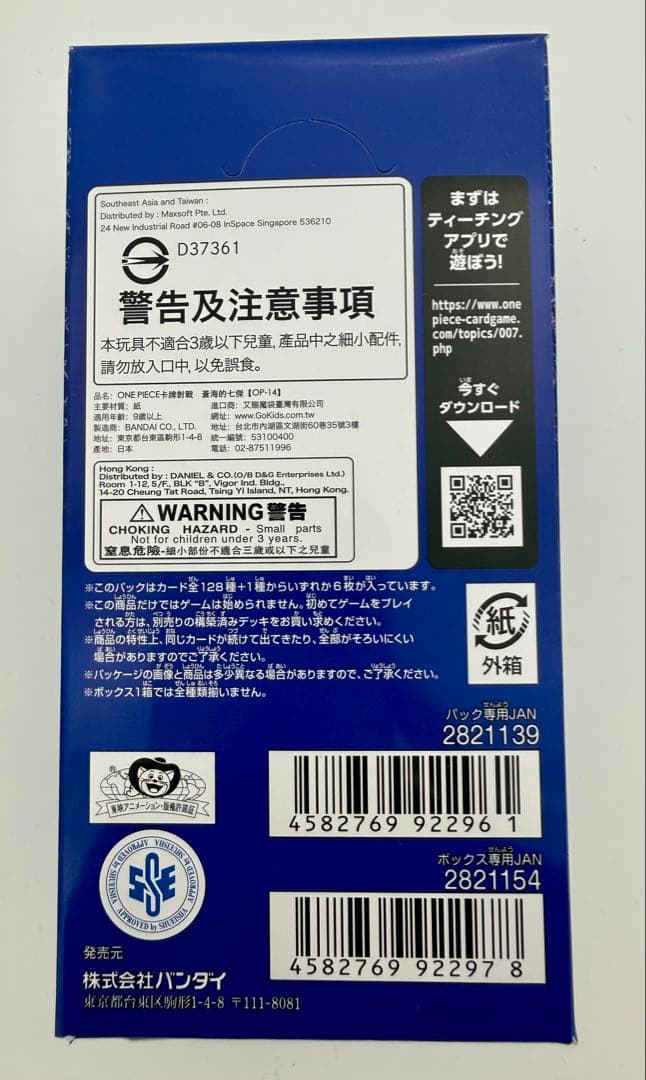 Southeast Asia and Taiwan :
Distributed by : Maxsoft Pte. Ltd.
24 New Industrial Road #06-08 InSpace Singapore 536210
D37361
警告及注意事項
本玩具不適合3歲以下兒童, 產品中之細小配件,
請勿放入口中, 以免誤食。
品名: ONE PIECE卡牌對戰 蒼海的七傑【OP-14】
主要材質: 紙 進口商: 艾賜魔袋臺灣有限公司
適用年齡: 9歲以上 網址: www.GoKids.com.tw
製造商: BANDAI CO., LTD. 地址: 台北市內湖區文湖街60巷35號3樓
地址: 東京都台東區駒形1-4-8 統一編號: 53100400
產地: 日本 電話: 02-87511996
Hong Kong :
Distributed by : DANIEL & CO.(O/B D&G Enterprises Ltd.)
Room 1-12, 5/F., BLK "B", Vigor Ind. Bldg.,
14-20 Cheung Tat Road, Tsing Yi Island, NT, Hong Kong.
WARNING 警告
CHOKING HAZARD - Small parts
Not for children under 3 years.
窒息危險-細小部份不適合三歲或以下之兒童
まずは
ティーチング
アプリで
遊ぼう!
https://www.one
piece-cardgame.
com/topics/007.
php
今すぐ
ダウンロード
※このパックはカード全128種+1種からいずれか6枚が入っています。
※この商品だけではゲームは始められません。初めてゲームをプレイ
される方は、別売りの構築済みデッキをお買い求めください。
※商品の特性上、同じカードが続けて出てきたり、全部がそろいにくい
場合がありますのでご了承ください。
※パッケージの画像と商品は多少異なる場合がありますので、ご了承ください。
※ボックス1箱では全種類揃いません。
紙
外箱
パック専用JAN
2821139
4582769 92296 1
ボックス専用JAN
2821154
4582769 92297 8
®
東映アニメーション・版権許諾証
APPROVED by SHUEISHA
SSE
APPROVED by SHUEISHA
発売元
株式会社バンダイ
東京都台東区駒形1-4-8 〒111-8081